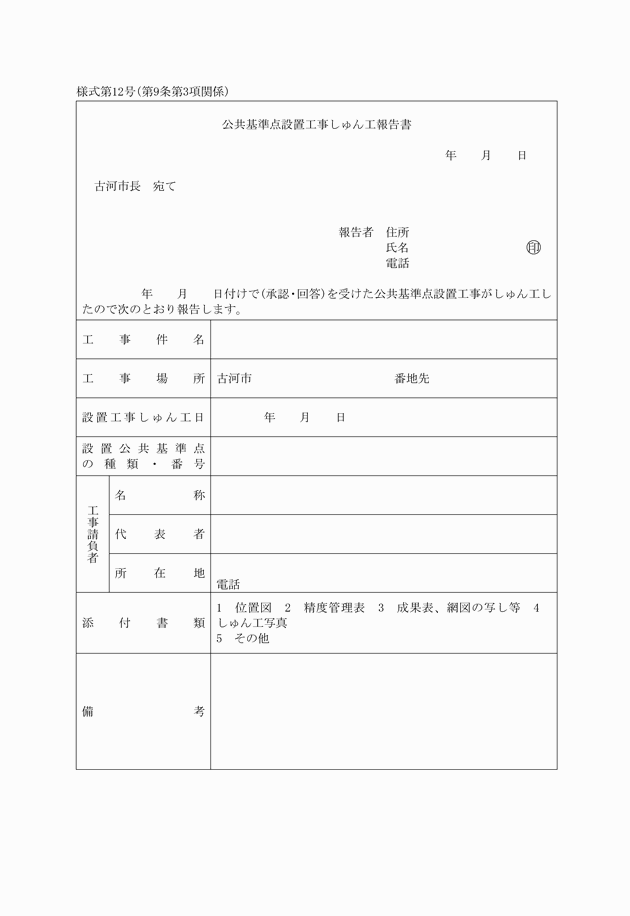 様式第12号(第9条第3項関係)
公共基準点設置工事しゅん工報告書
年　月　日
古河市長　宛て
報告者　住所
氏名　㊞
電話
年　月　日付けで(承認・回答)を受けた公共基準点設置工事がしゅん工し
たので次のとおり報告します。
工事件名
工事場所　古河市　番地先
設置工事しゅん工日　年　月　日
設置公共基準点
の種類・番号
工事請負者
名称
代表者
所在地
電話
添付書類
1　位置図　2　精度管理表　3　成果表、網図の写し等　4
しゅん工写真
5　その他
備考